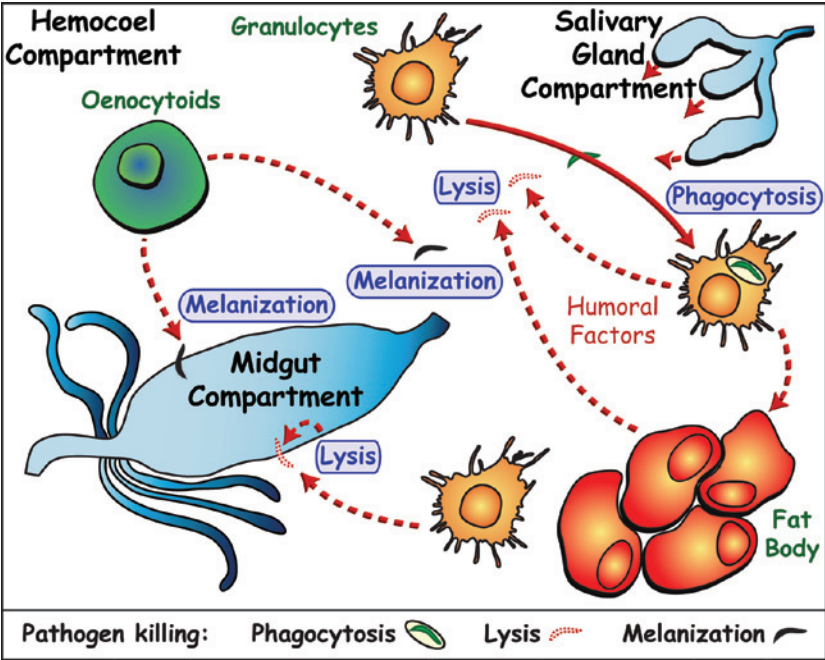 Hemocoel
Compartment
Granulocytes
Salivary
Gland
Compartment
Oenocytoids
Lysis
Phagocytosis
Melanization
Melanization
Humoral
Factors
Midgut
Compartment
Lysis
Fat
Body
Pathogen killing: Phagocytosis Lysis Melanization